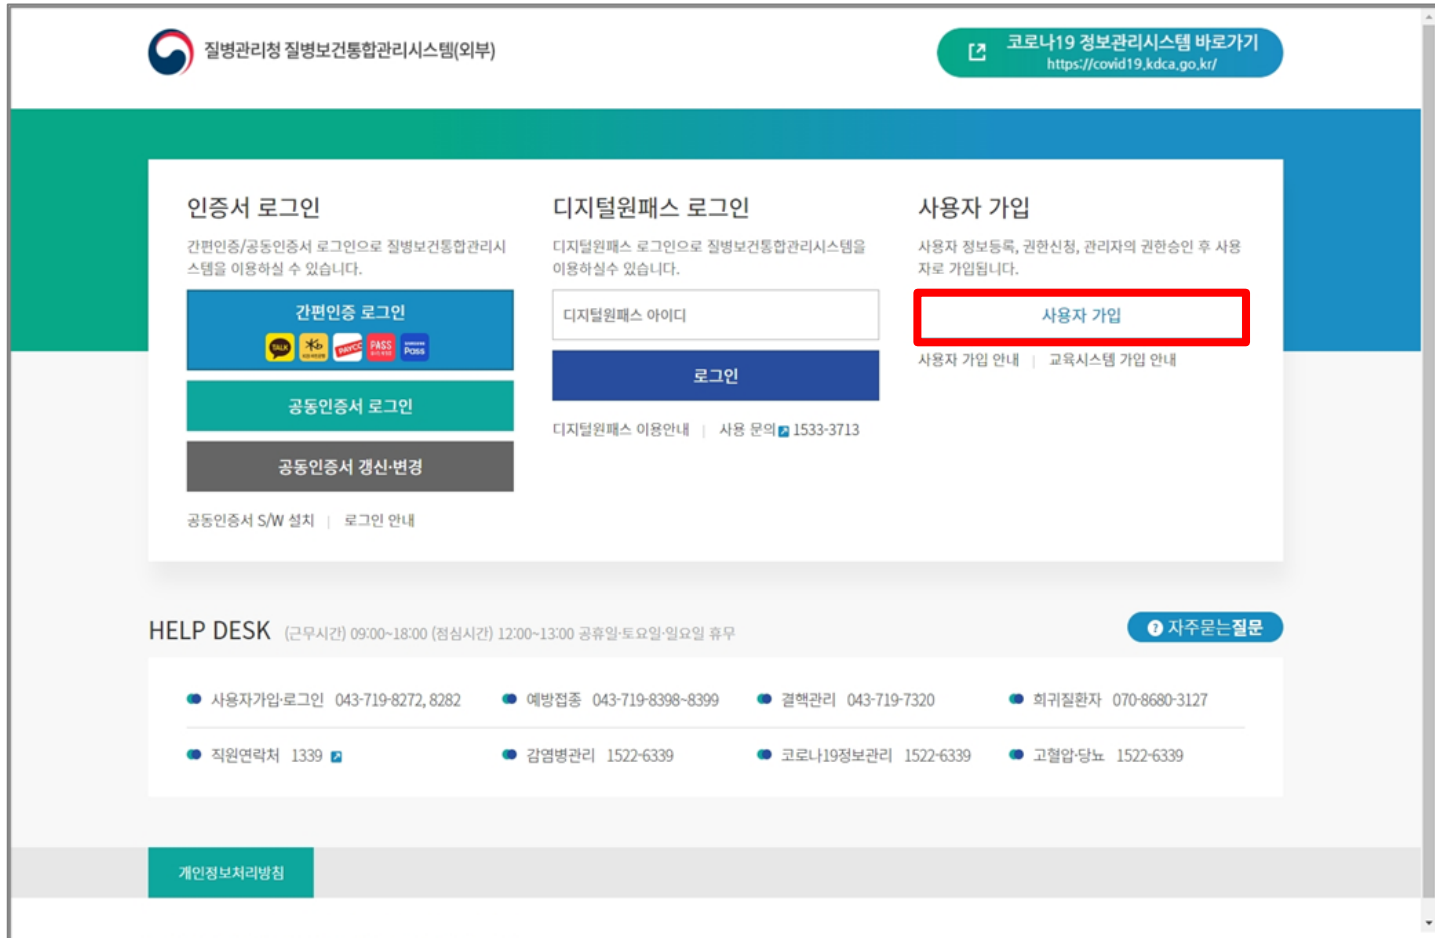 질병관리청 질병보건통합관리시스템(외부)
코로나19 정보관리시스템 바로가기
https://covid19.kdca.go.kr/
인증서 로그인
간편인증/공동인증서 로그인으로 질병보건통합관리시
스템을 이용하실 수 있습니다.
간편인증 로그인
TALK
PAYCO
PASS
SAMSUNG
Pass
공동인증서 로그인
공동인증서 갱신·변경
공동인증서 S/W 설치 | 로그인 안내
디지털원패스 로그인
디지털원패스 로그인으로 질병보건통합관리시스템을
이용하실수 있습니다.
디지털원패스 아이디
로그인
디지털원패스 이용안내 | 사용 문의 1533-3713
사용자 가입
사용자 정보등록, 권한신청, 관리자의 권한승인 후 사용
자로 가입됩니다.
사용자 가입
사용자 가입 안내 | 교육시스템 가입 안내
HELP DESK (근무시간) 09:00~18:00 (점심시간) 12:00~13:00 공휴일·토요일·일요일 휴무
자주묻는질문
사용자가입·로그인 043-719-8272, 8282
예방접종 043-719-8398~8399
결핵관리 043-719-7320
희귀질환자 070-8680-3127
직원연락처 1339
감염병관리 1522-6339
코로나19정보관리 1522-6339
고혈압·당뇨 1522-6339
개인정보처리방침